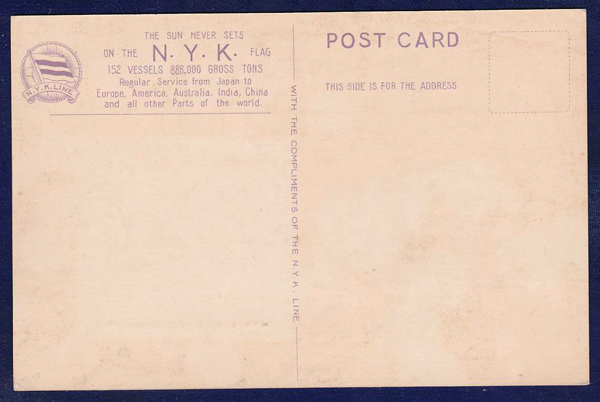 THE SUN NEVER SETS
ON THE N.Y.K. FLAG
152 VESSELS 886,000 GROSS TONS
Regular Service from Japan to
Europe, America, Australia, India, China
and all other Parts of the world.
N.Y.K.LINE
WITH THE COMPLIMENTS OF THE N.Y.K. LINE
POST CARD
THIS SIDE IS FOR THE ADDRESS